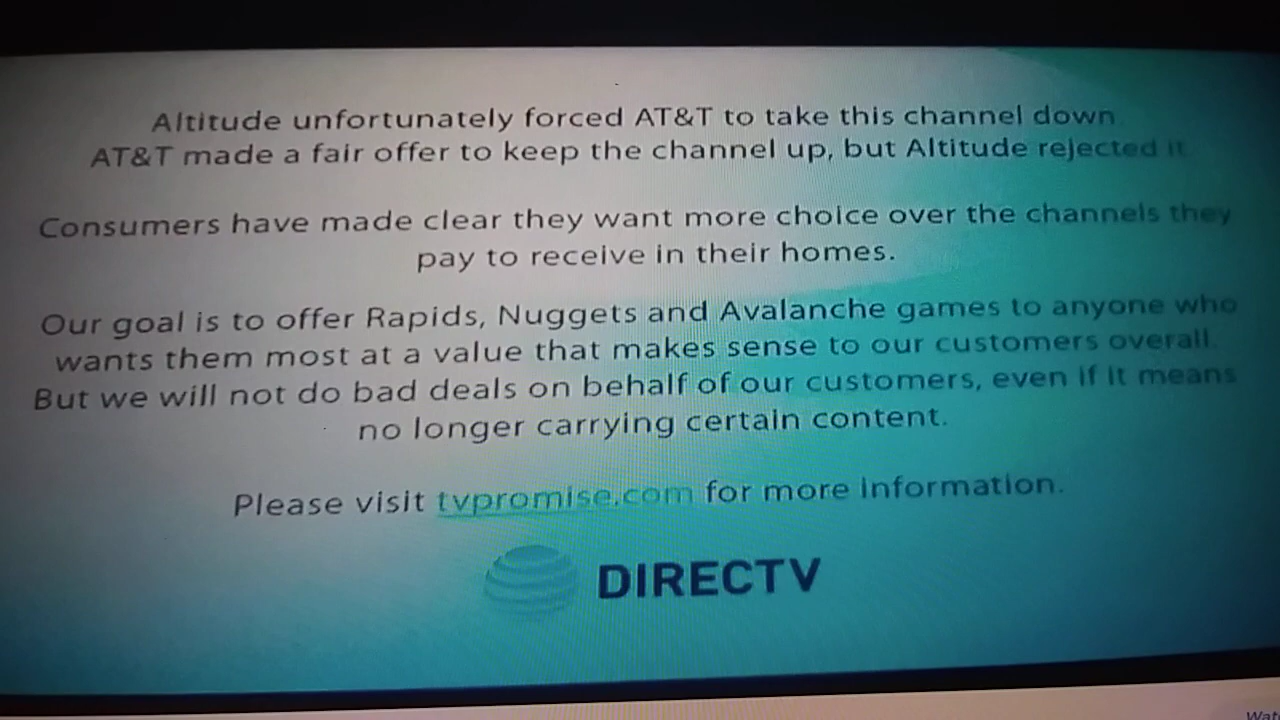 Altitude unfortunately forced AT&T to take this channel down.
AT&T made a fair offer to keep the channel up, but Altitude rejected it.
Consumers have made clear they want more choice over the channels they
pay to receive in their homes.
Our goal is to offer Rapids, Nuggets and Avalanche games to anyone who
wants them most at a value that makes sense to our customers overall.
But we will not do bad deals on behalf of our customers, even if it means
no longer carrying certain content.
Please visit tvpromise.com for more information.
DIRECTV